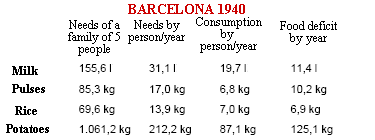 BARCELONA 1940
Needs of a family of 5 people Needs by person/year Consumption by person/year Food deficit by year
Milk 155,6 l 31,1 l 19,7 l 11,4 l
Pulses 85,3 kg 17,0 kg 6,8 kg 10,2 kg
Rice 69,6 kg 13,9 kg 7,0 kg 6,9 kg
Potatoes 1.061,2 kg 212,2 kg 87,1 kg 125,1 kg